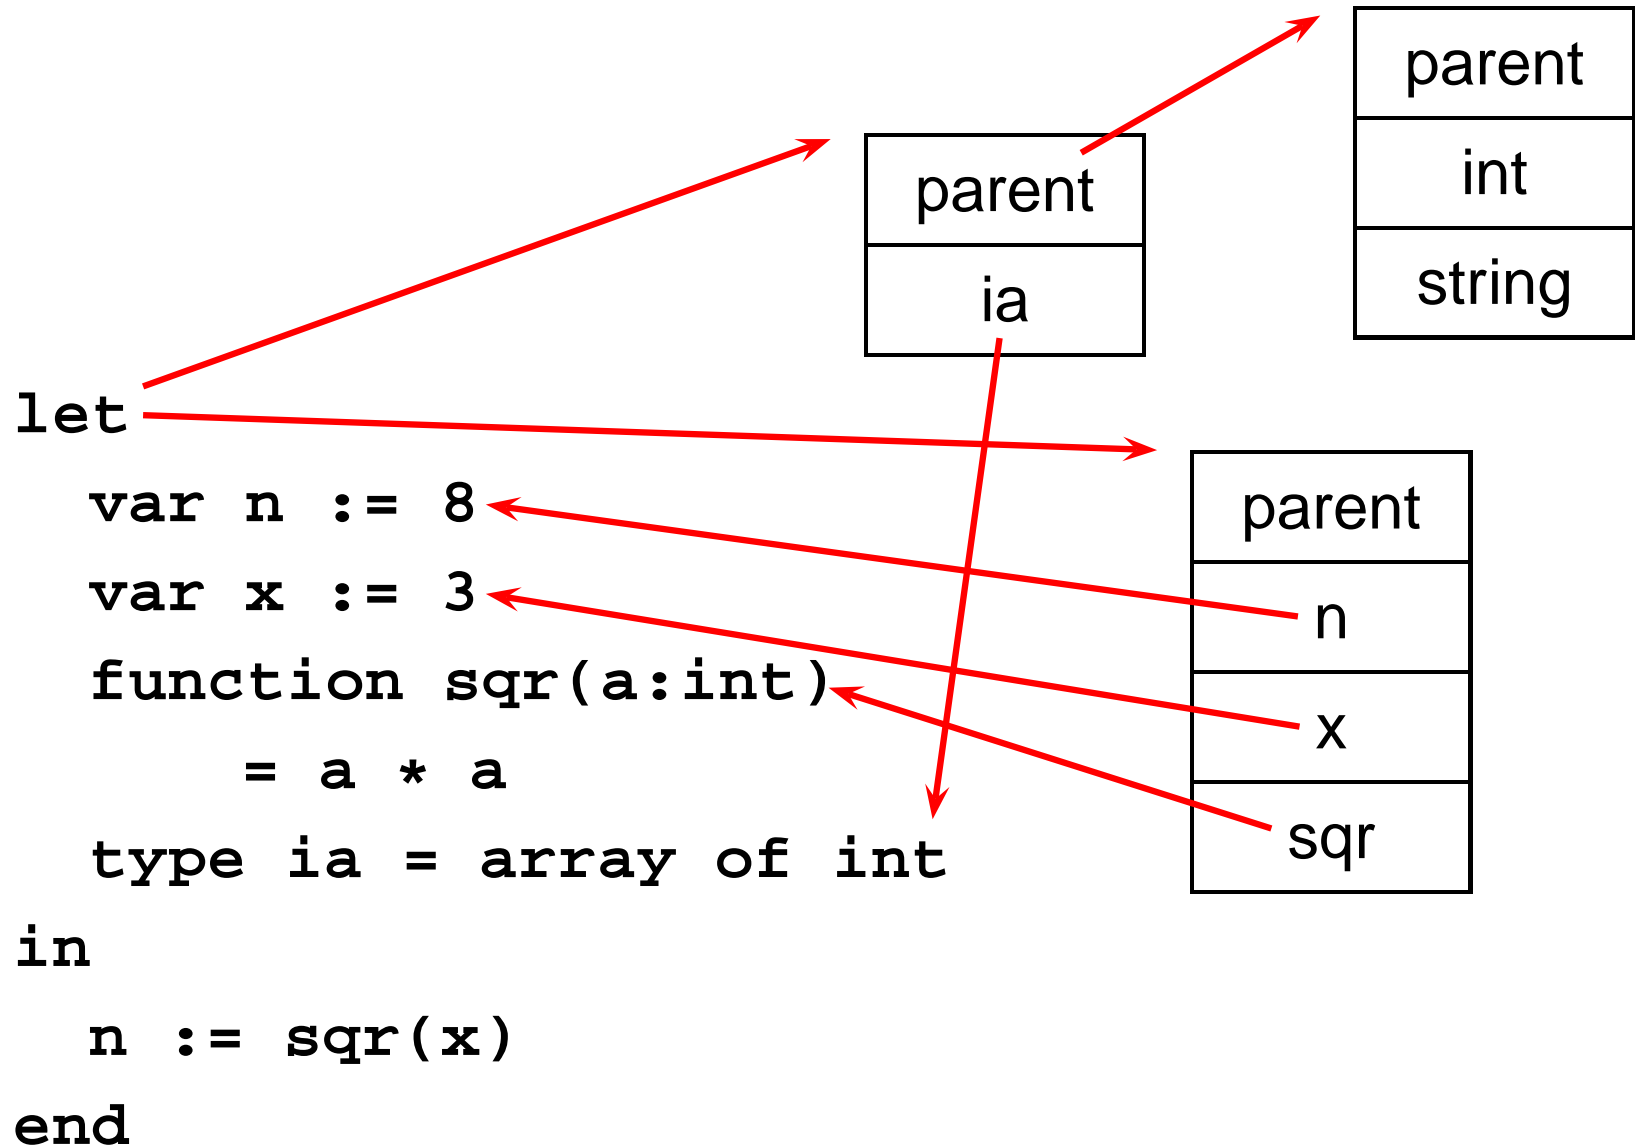 parent
int
string
parent
ia
let
var n := 8
var x := 3
function sqr(a:int)
= a * a
type ia = array of int
in
n := sqr(x)
end
parent
n
x
sqr